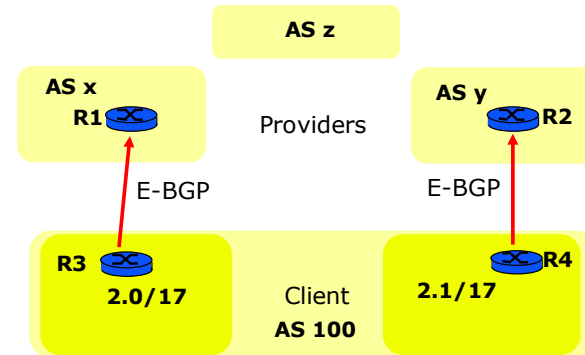 AS z
AS x
R1
Providers
AS y
R2
E-BGP
E-BGP
R3
2.0/17
Client
AS 100
2.1/17
R4